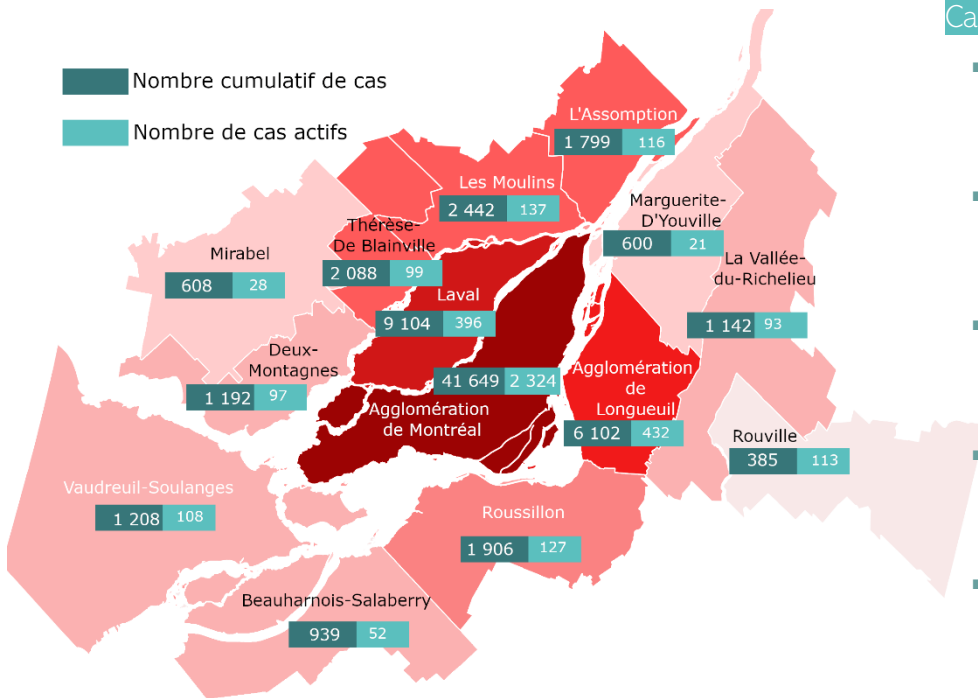 Ca
Nombre cumulatif de cas
Nombre de cas actifs
L'Assomption
1 799 116
Les Moulins
2 442 137
Marguerite-
D'Youville
600 21
Thérèse-
De Blainville
2 088 99
Mirabel
608 28
La Vallée-
du-Richelieu
1 142 93
Laval
9 104 396
Deux-
Montagnes
1 192 97
41 649 2 324
Agglomération
de Montréal
Agglomération
de
Longueuil
6 102 432
Rouville
385 113
Vaudreuil-Soulanges
1 208 108
Roussillon
1 906 127
Beauharnois-Salaberry
939 52